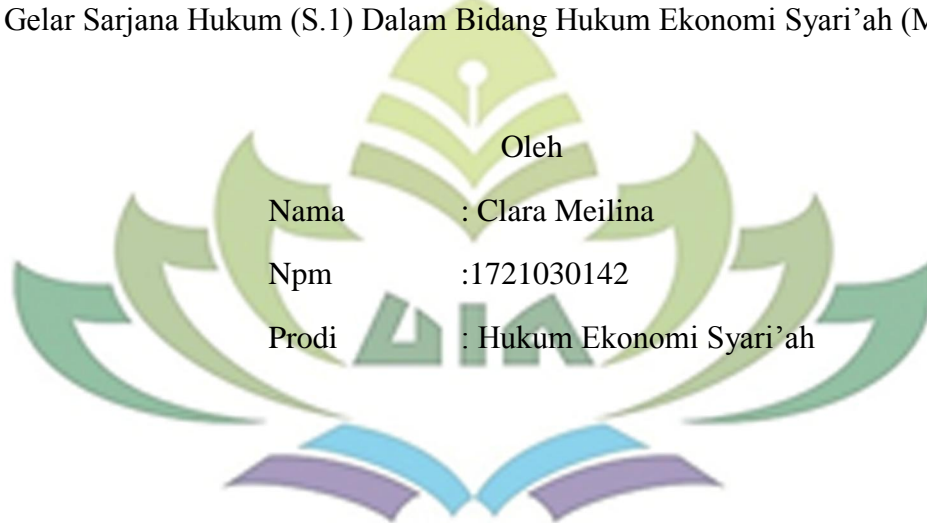 Gelar Sarjana Hukum (S.1) Dalam Bidang Hukum Ekonomi Syari’ah (M
Oleh
Nama : Clara Meilina
Npm :1721030142
Prodi : Hukum Ekonomi Syari’ah
UIN